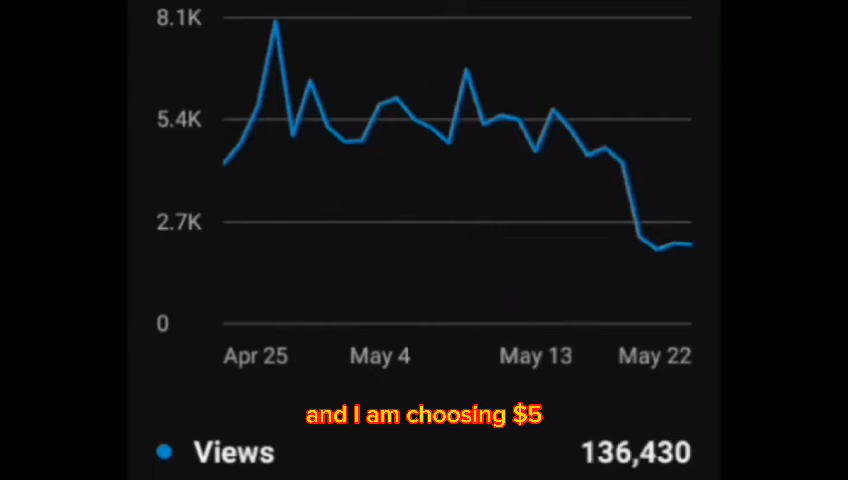 8.1K
5.4K
2.7K
0
Apr 25 May 4 May 13 May 22
and I am choosing $5
Views 136,430